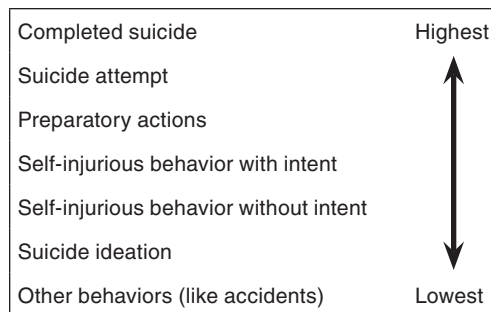 Completed suicide Highest
Suicide attempt
Preparatory actions
Self-injurious behavior with intent
Self-injurious behavior without intent
Suicide ideation
Other behaviors (like accidents) Lowest